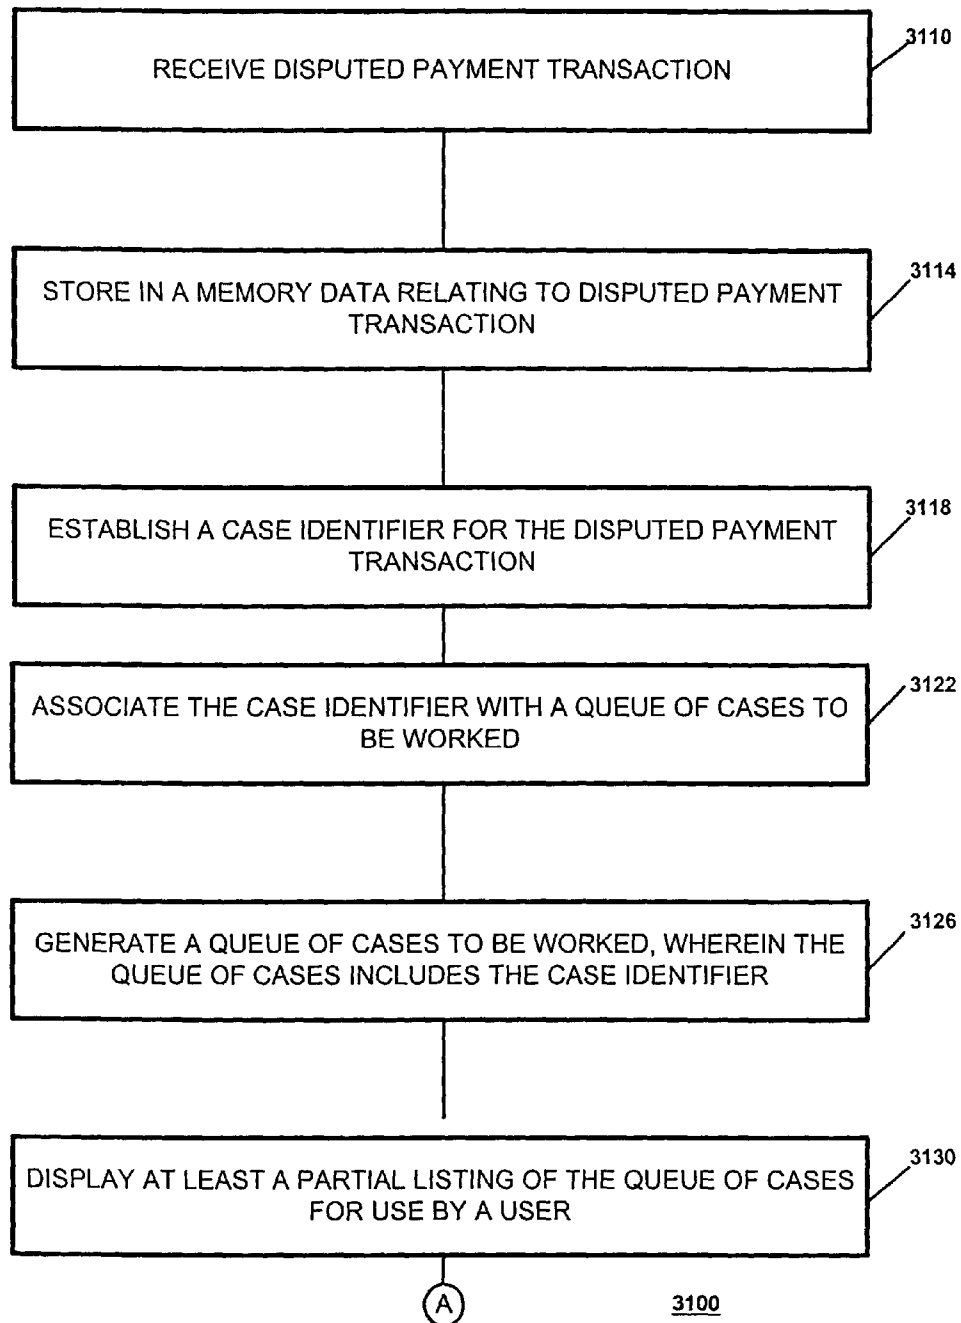 3110
RECEIVE DISPUTED PAYMENT TRANSACTION
3114
STORE IN A MEMORY DATA RELATING TO DISPUTED PAYMENT
TRANSACTION
3118
ESTABLISH A CASE IDENTIFIER FOR THE DISPUTED PAYMENT
TRANSACTION
3122
ASSOCIATE THE CASE IDENTIFIER WITH A QUEUE OF CASES TO
BE WORKED
3126
GENERATE A QUEUE OF CASES TO BE WORKED, WHEREIN THE
QUEUE OF CASES INCLUDES THE CASE IDENTIFIER
3130
DISPLAY AT LEAST A PARTIAL LISTING OF THE QUEUE OF CASES
FOR USE BY A USER
A
3100